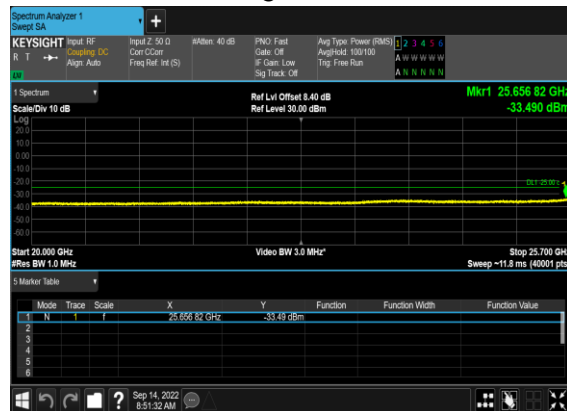 Spectrum Analyzer 1
Swept SA
KEYSIGHT Input: RF Input Z: 50 Ω #Atten: 40 dB PNO: Fast Avg Type: Power (RMS) 1 2 3 4 5 6
R T Coupling: DC Corr CCorr Gate: Off Avg|Hold: 100/100 A W W W W W
Align: Auto Freq Ref: Int (S) IF Gain: Low Trig: Free Run
Sig Track: Off A N N N N N
1 Spectrum Ref Lvl Offset 8.40 dB Mkr1 25.656 82 GHz
Scale/Div 10 dB Ref Level 30.00 dBm -33.490 dBm
Log
20.0
10.0
0.00
-10.0
-20.0
DL1 -25.00
-30.0
-40.0
-50.0
-60.0
Start 20.000 GHz Video BW 3.0 MHz* Stop 25.700 GHz
#Res BW 1.0 MHz Sweep ~11.8 ms (40001 pts
5 Marker Table
Mode Trace Scale X Y Function Function Width Function Value
1 N 1 f 25.656 82 GHz -33.49 dBm
2
3
4
5
6
? Sep 14, 2022
8:51:32 AM